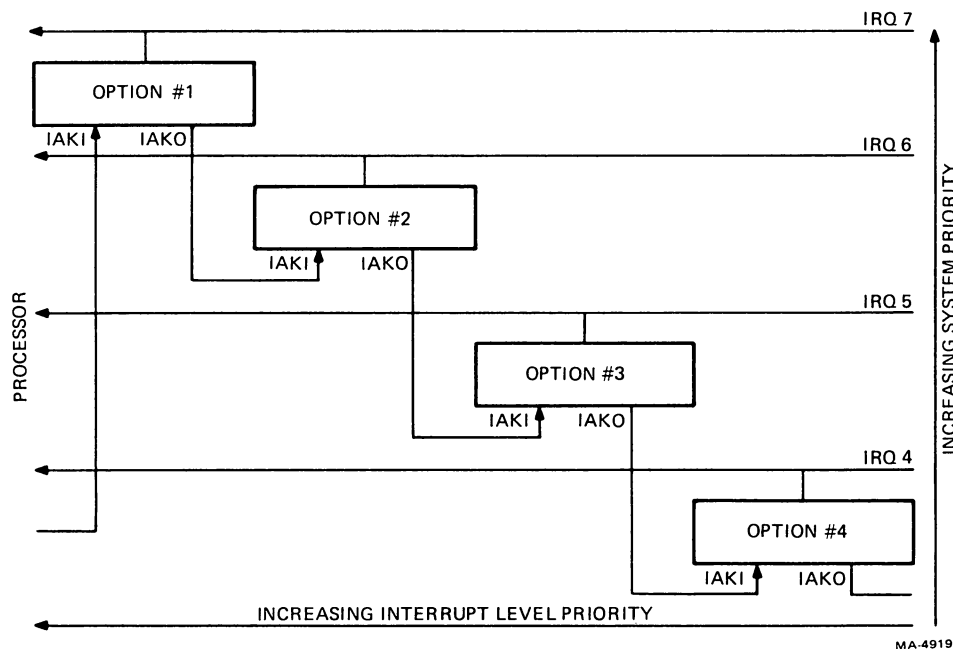 IRQ 7
OPTION #1
IAKI IAKO
IRQ 6
OPTION #2
IAKI IAKO
IRQ 5
OPTION #3
IAKI IAKO
IRQ 4
OPTION #4
IAKI IAKO
PROCESSOR
INCREASING SYSTEM PRIORITY
INCREASING INTERRUPT LEVEL PRIORITY
MA-4919